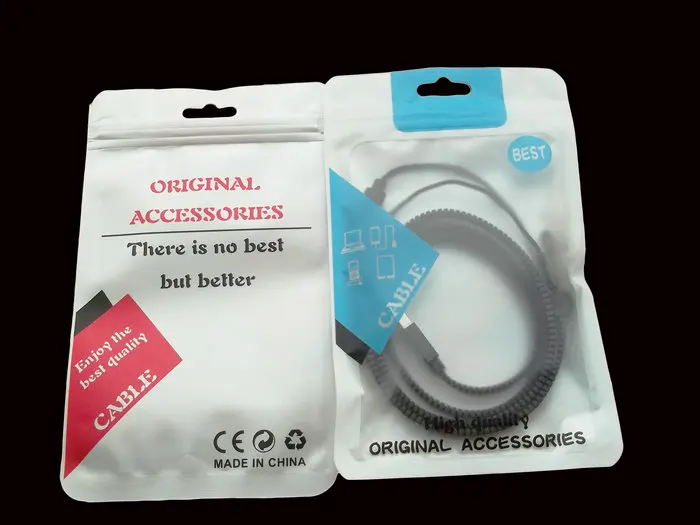 ORIGINAL
ACCESSORIES
There is no best
but better
Enjoy the
best quality
CABLE
CE
MADE IN CHINA
BEST
CABLE
High quality
ORIGINAL ACCESSORIES